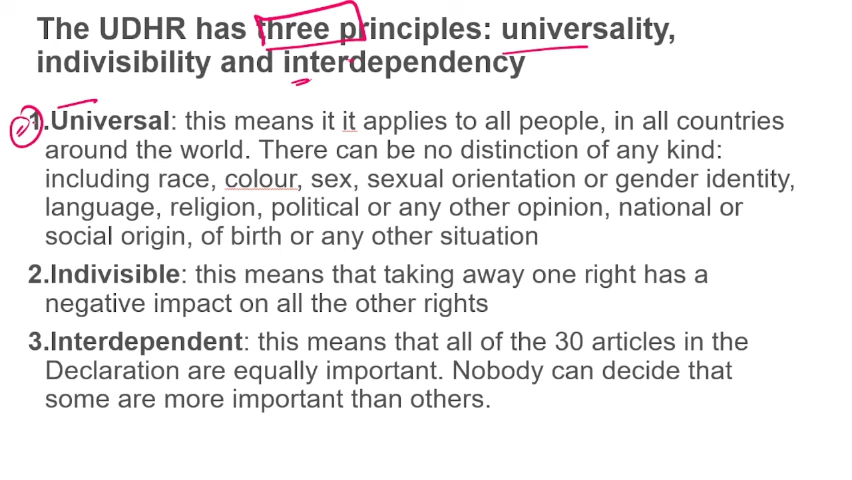 The UDHR has three principles: universality,
indivisibility and interdependency
1.Universal: this means it it applies to all people, in all countries
around the world. There can be no distinction of any kind:
including race, colour, sex, sexual orientation or gender identity,
language, religion, political or any other opinion, national or
social origin, of birth or any other situation
2.Indivisible: this means that taking away one right has a
negative impact on all the other rights
3.Interdependent: this means that all of the 30 articles in the
Declaration are equally important. Nobody can decide that
some are more important than others.